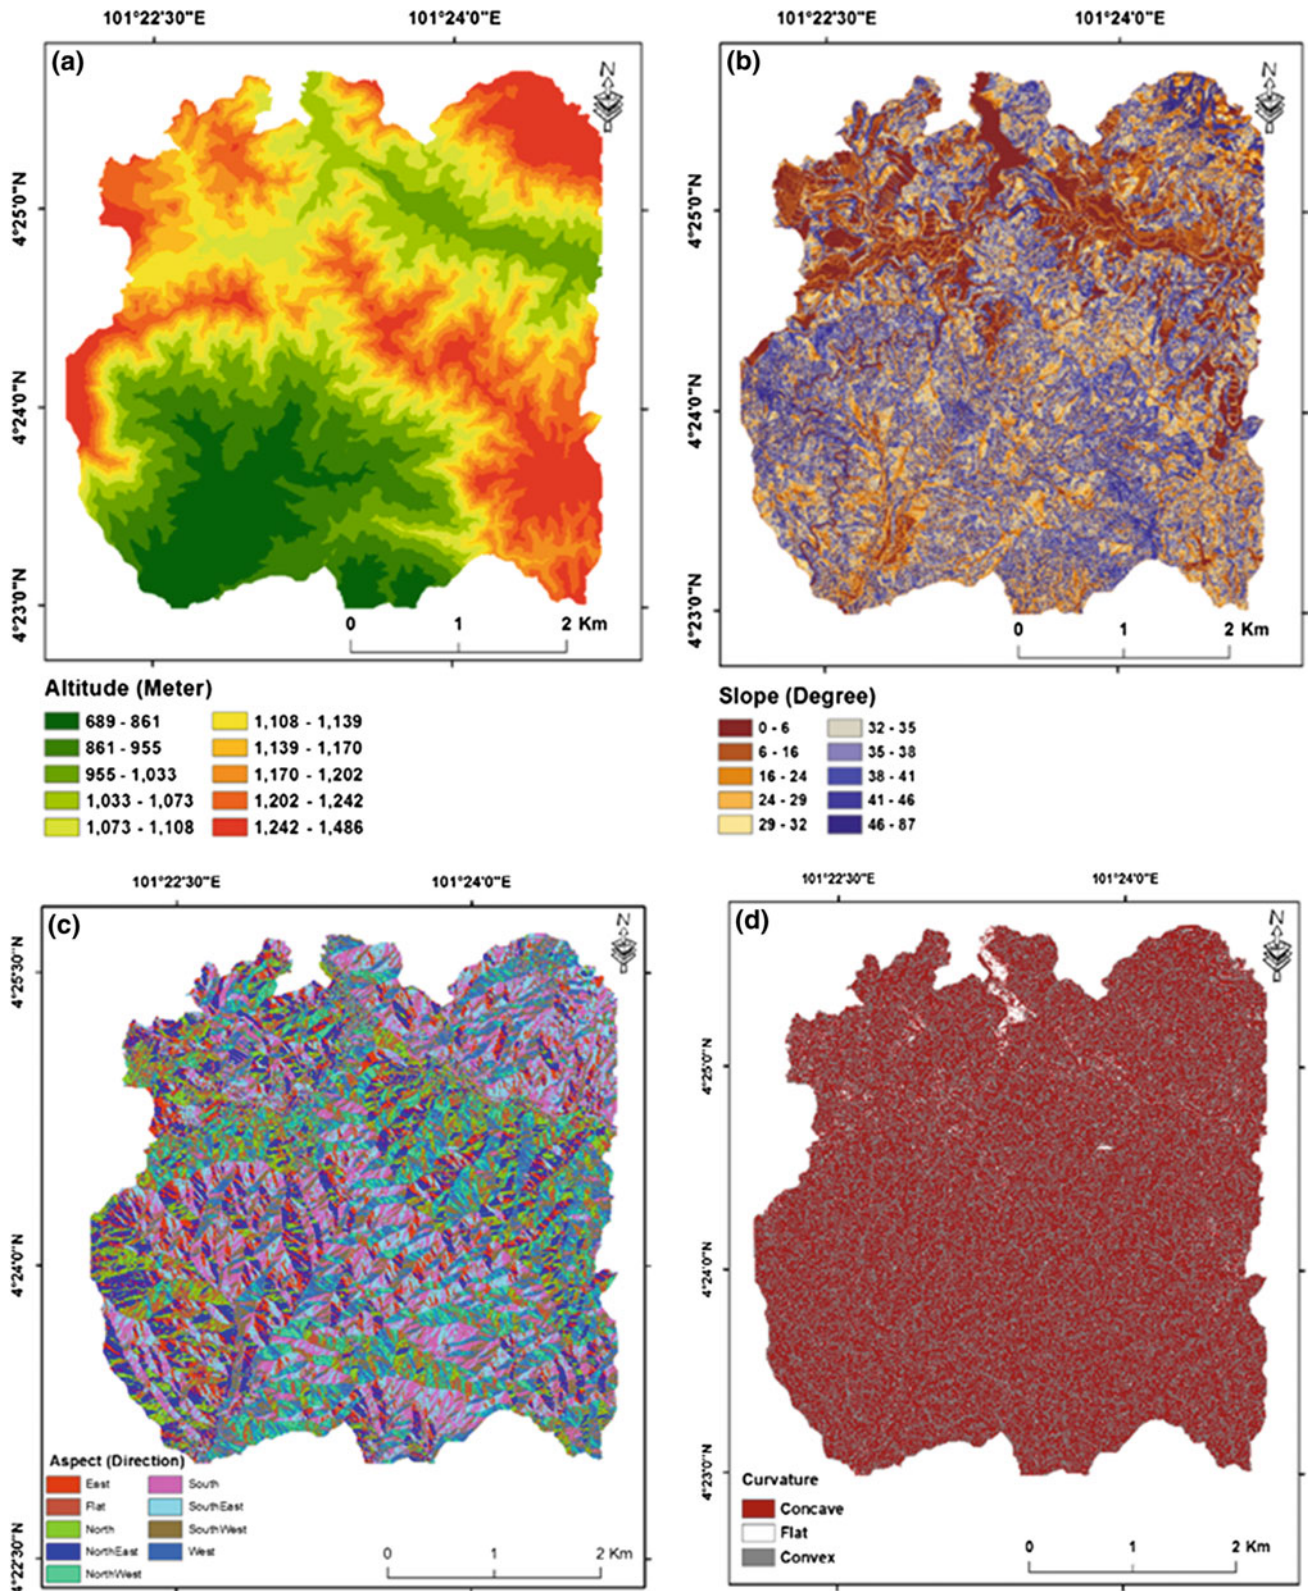 101°22'30"E 101°24'0"E
(a)
N
4°25'0"N
4°24'0"N
4°23'0"N
0 1 2 Km
Altitude (Meter)
689 - 861
861 - 955
955 - 1,033
1,033 - 1,073
1,073 - 1,108
1,108 - 1,139
1,139 - 1,170
1,170 - 1,202
1,202 - 1,242
1,242 - 1,486
101°22'30"E 101°24'0"E
(b)
N
4°25'0"N
4°24'0"N
4°23'0"N
0 1 2 Km
Slope (Degree)
0 - 6
6 - 16
16 - 24
24 - 29
29 - 32
32 - 35
35 - 38
38 - 41
41 - 46
46 - 87
101°22'30"E 101°24'0"E
(c)
N
4°25'30"N
4°24'0"N
4°22'30"N
Aspect (Direction)
East
Flat
North
NorthEast
NorthWest
South
SouthEast
SouthWest
West
0 1 2 Km
101°22'30"E 101°24'0"E
(d)
N
4°25'0"N
4°24'0"N
4°23'0"N
Curvature
Concave
Flat
Convex
0 1 2 Km